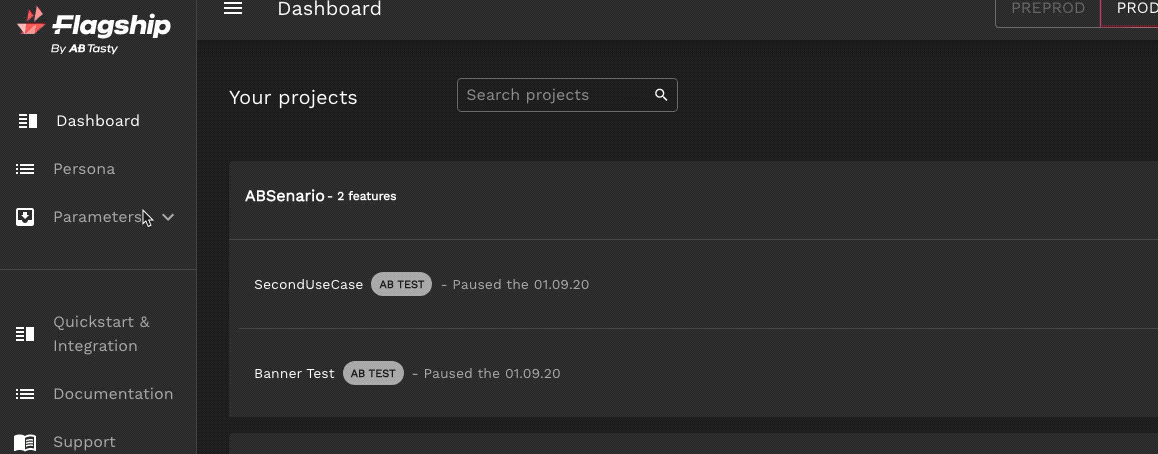 Flagship
By AB Tasty
Dashboard
Persona
Parameters
Quickstart &
Integration
Documentation
Support
Dashboard
PREPROD
PROD
Your projects
Search projects
ABSenario - 2 features
SecondUseCase AB TEST - Paused the 01.09.20
Banner Test AB TEST - Paused the 01.09.20